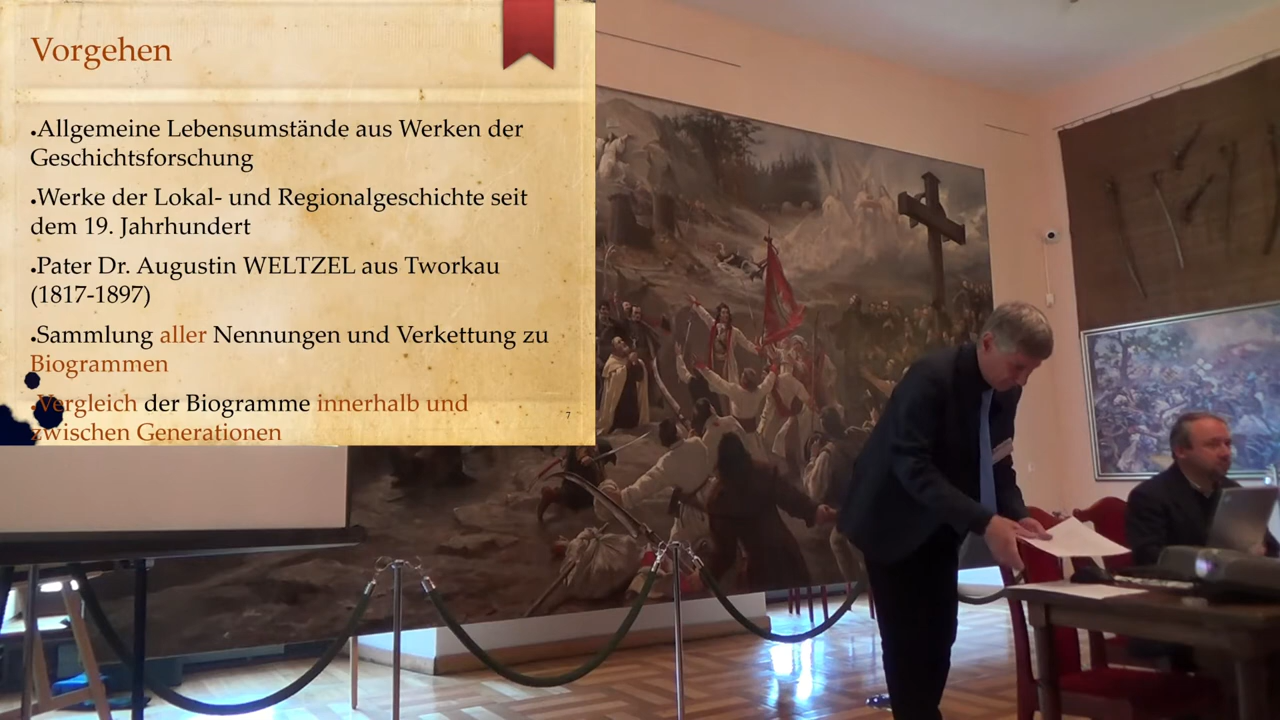 Vorgehen
•Allgemeine Lebensumstände aus Werken der
Geschichtsforschung
•Werke der Lokal- und Regionalgeschichte seit
dem 19. Jahrhundert
•Pater Dr. Augustin WELTZEL aus Tworkau
(1817-1897)
•Sammlung aller Nennungen und Verkettung zu
Biogrammen
•Vergleich der Biogramme innerhalb und
zwischen Generationen
7